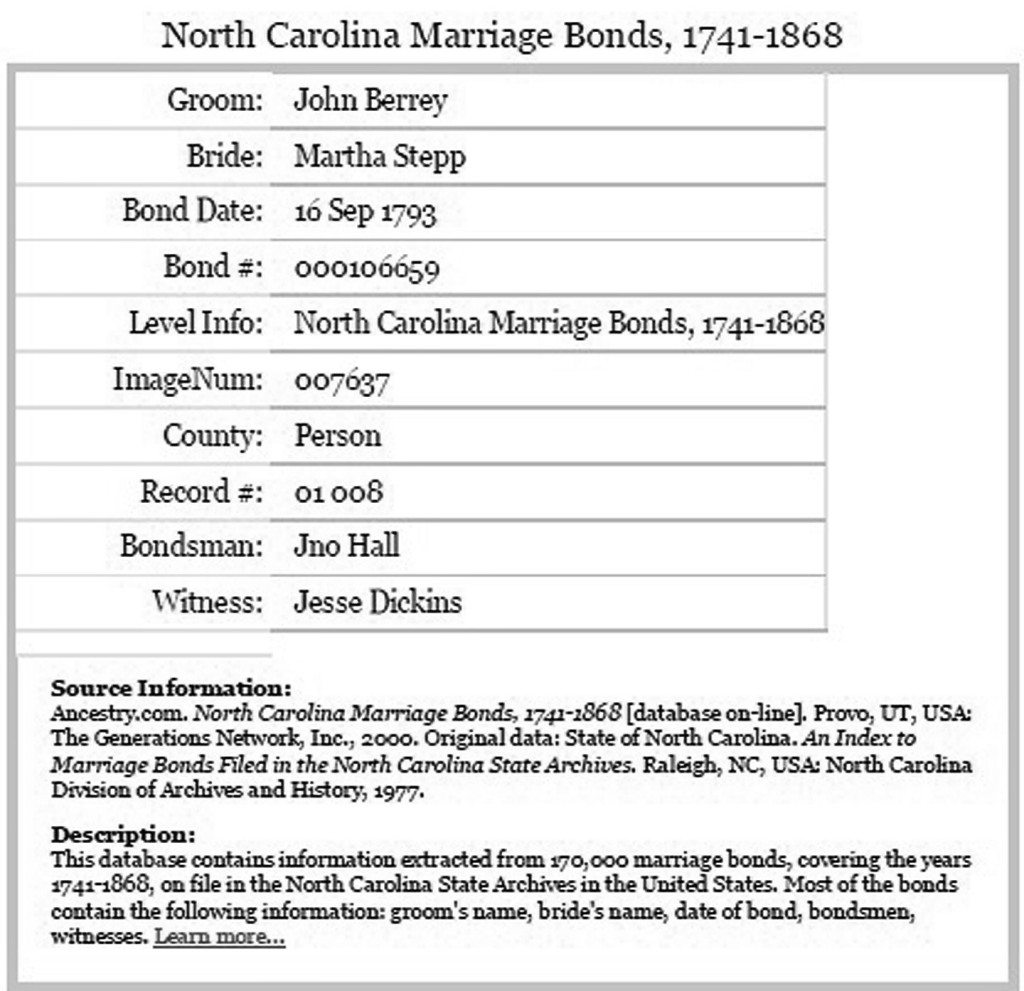 North Carolina Marriage Bonds, 1741-1868
Groom: John Berrey
Bride: Martha Stepp
Bond Date: 16 Sep 1793
Bond #: 000106659
Level Info: North Carolina Marriage Bonds, 1741-1868
ImageNum: 007637
County: Person
Record #: 01 008
Bondsman: Jno Hall
Witness: Jesse Dickins
Source Information:
Ancestry.com. North Carolina Marriage Bonds, 1741-1868 [database on-line]. Provo, UT, USA:
The Generations Network, Inc., 2000. Original data: State of North Carolina. An Index to
Marriage Bonds Filed in the North Carolina State Archives. Raleigh, NC, USA: North Carolina
Division of Archives and History, 1977.
Description:
This database contains information extracted from 170,000 marriage bonds, covering the years
1741-1868, on file in the North Carolina State Archives in the United States. Most of the bonds
contain the following information: groom's name, bride's name, date of bond, bondsmen,
witnesses. Learn more...